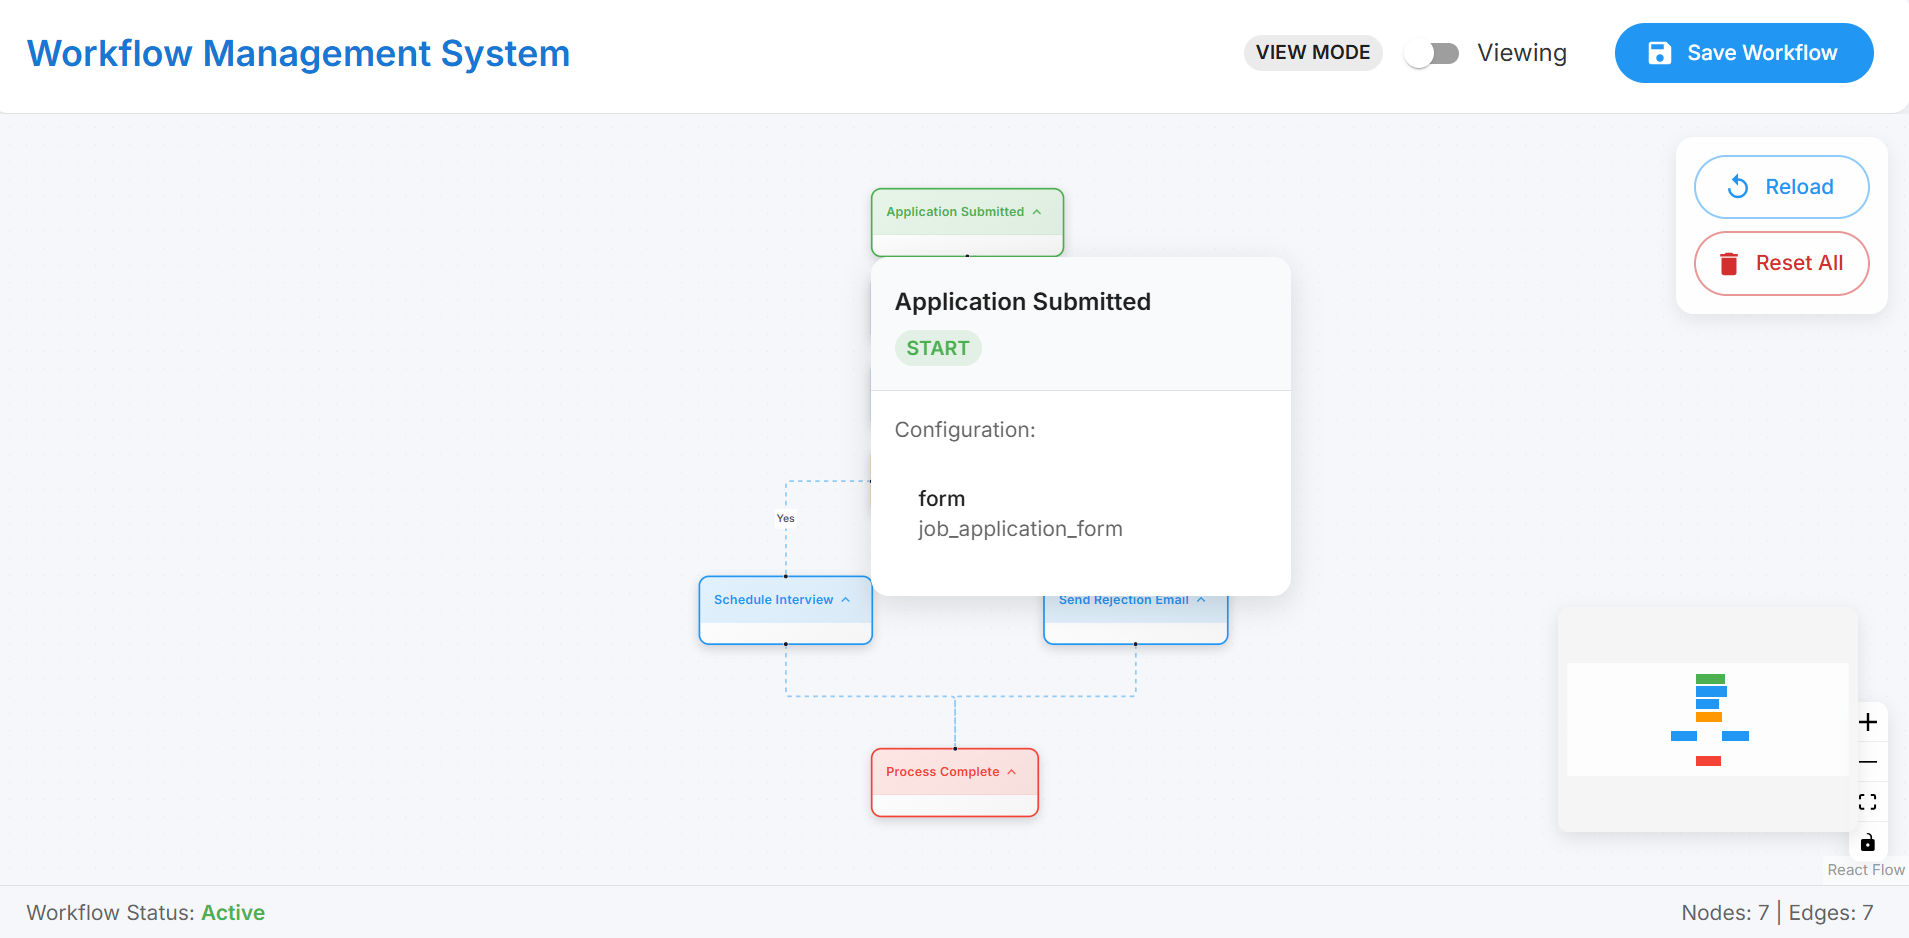 Workflow Management System
VIEW MODE
Viewing
Save Workflow
Reload
Reset All
Application Submitted
Application Submitted
START
Configuration:
form
job_application_form
Yes
Schedule Interview
Send Rejection Email
Process Complete
React Flow
Workflow Status: Active
Nodes: 7 | Edges: 7